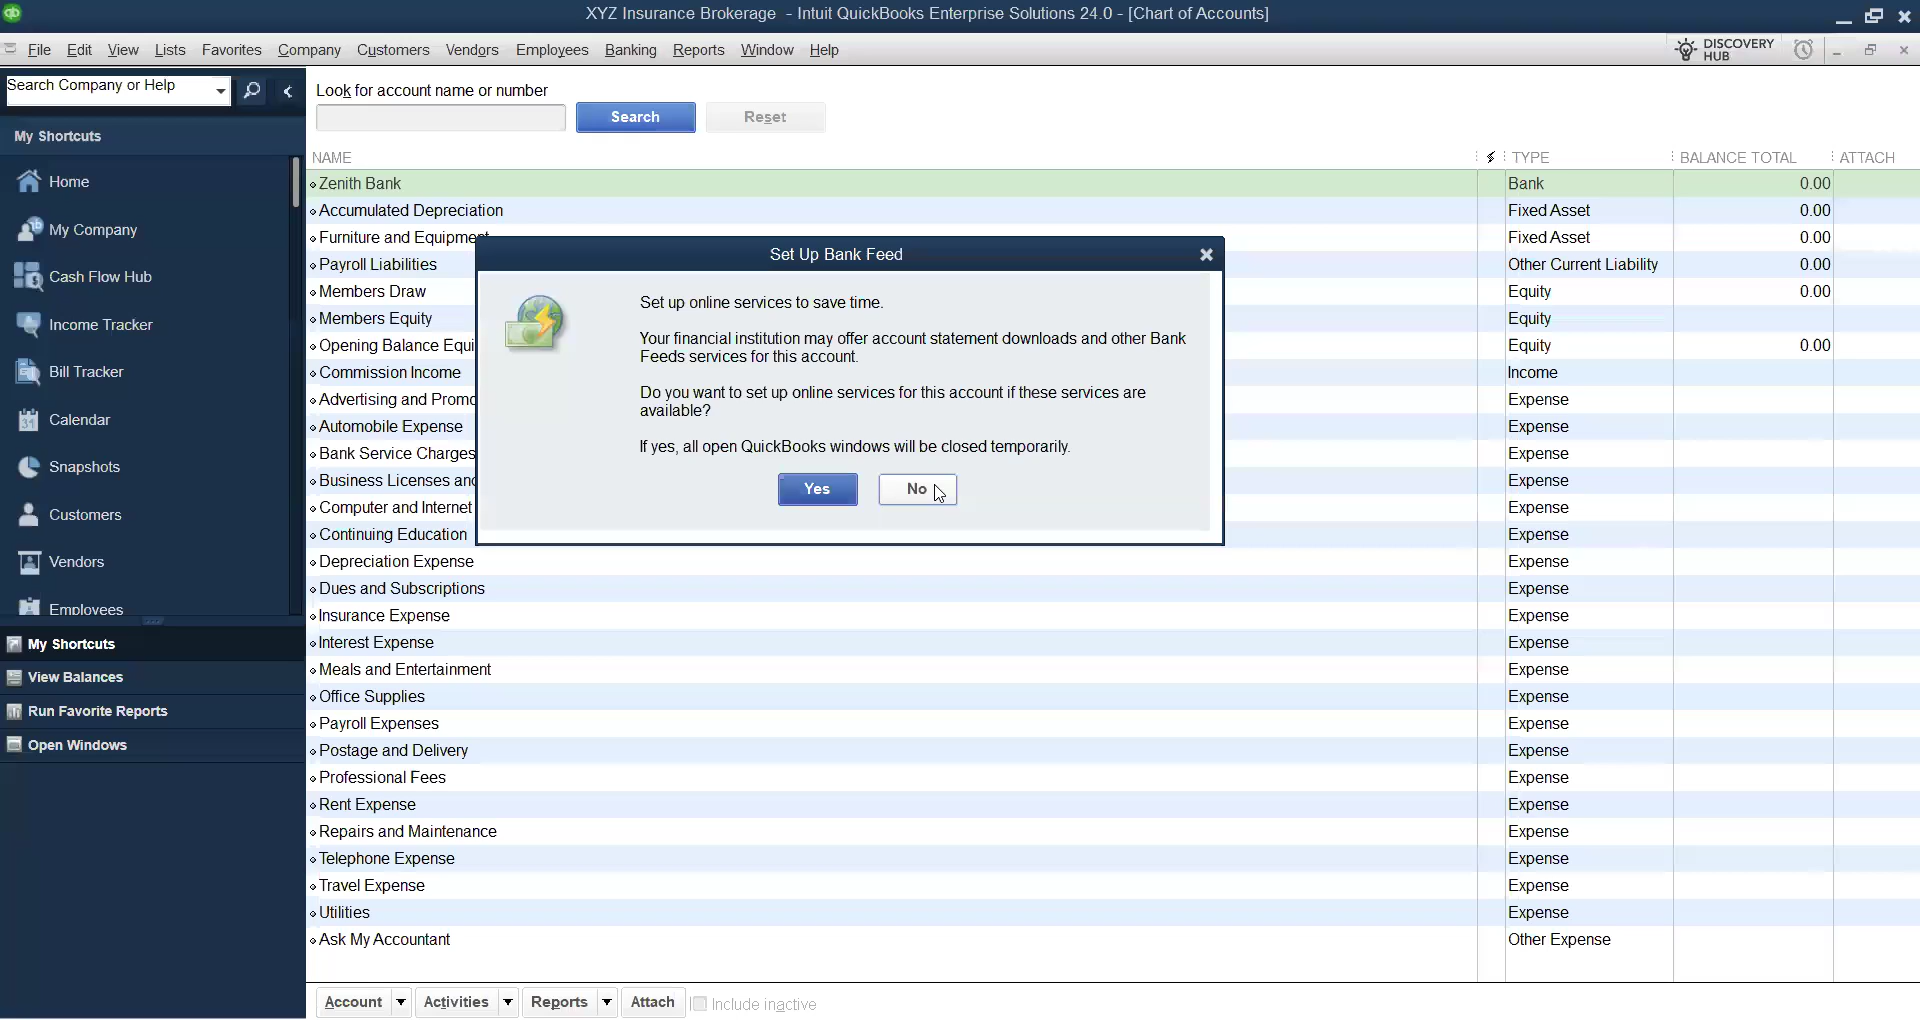 XYZ Insurance Brokerage - Intuit QuickBooks Enterprise Solutions 24.0 - [Chart of Accounts]
File Edit View Lists Favorites Company Customers Vendors Employees Banking Reports Window Help
DISCOVERY HUB
Search Company or Help
My Shortcuts
Home
My Company
Cash Flow Hub
Income Tracker
Bill Tracker
Calendar
Snapshots
Customers
Vendors
Employees
My Shortcuts
View Balances
Run Favorite Reports
Open Windows
Look for account name or number
Search Reset
NAME TYPE BALANCE TOTAL ATTACH
Zenith Bank Bank 0.00
Accumulated Depreciation Fixed Asset 0.00
Furniture and Equipment Fixed Asset 0.00
Payroll Liabilities Other Current Liability 0.00
Members Draw Equity 0.00
Members Equity Equity
Opening Balance Equi Equity 0.00
Commission Income Income
Advertising and Promo Expense
Automobile Expense Expense
Bank Service Charges Expense
Business Licenses and Expense
Computer and Internet Expense
Continuing Education Expense
Depreciation Expense Expense
Dues and Subscriptions Expense
Insurance Expense Expense
Interest Expense Expense
Meals and Entertainment Expense
Office Supplies Expense
Payroll Expenses Expense
Postage and Delivery Expense
Professional Fees Expense
Rent Expense Expense
Repairs and Maintenance Expense
Telephone Expense Expense
Travel Expense Expense
Utilities Expense
Ask My Accountant Other Expense
Set Up Bank Feed
Set up online services to save time.
Your financial institution may offer account statement downloads and other Bank
Feeds services for this account.
Do you want to set up online services for this account if these services are
available?
If yes, all open QuickBooks windows will be closed temporarily.
Yes No
Account Activities Reports Attach Include inactive